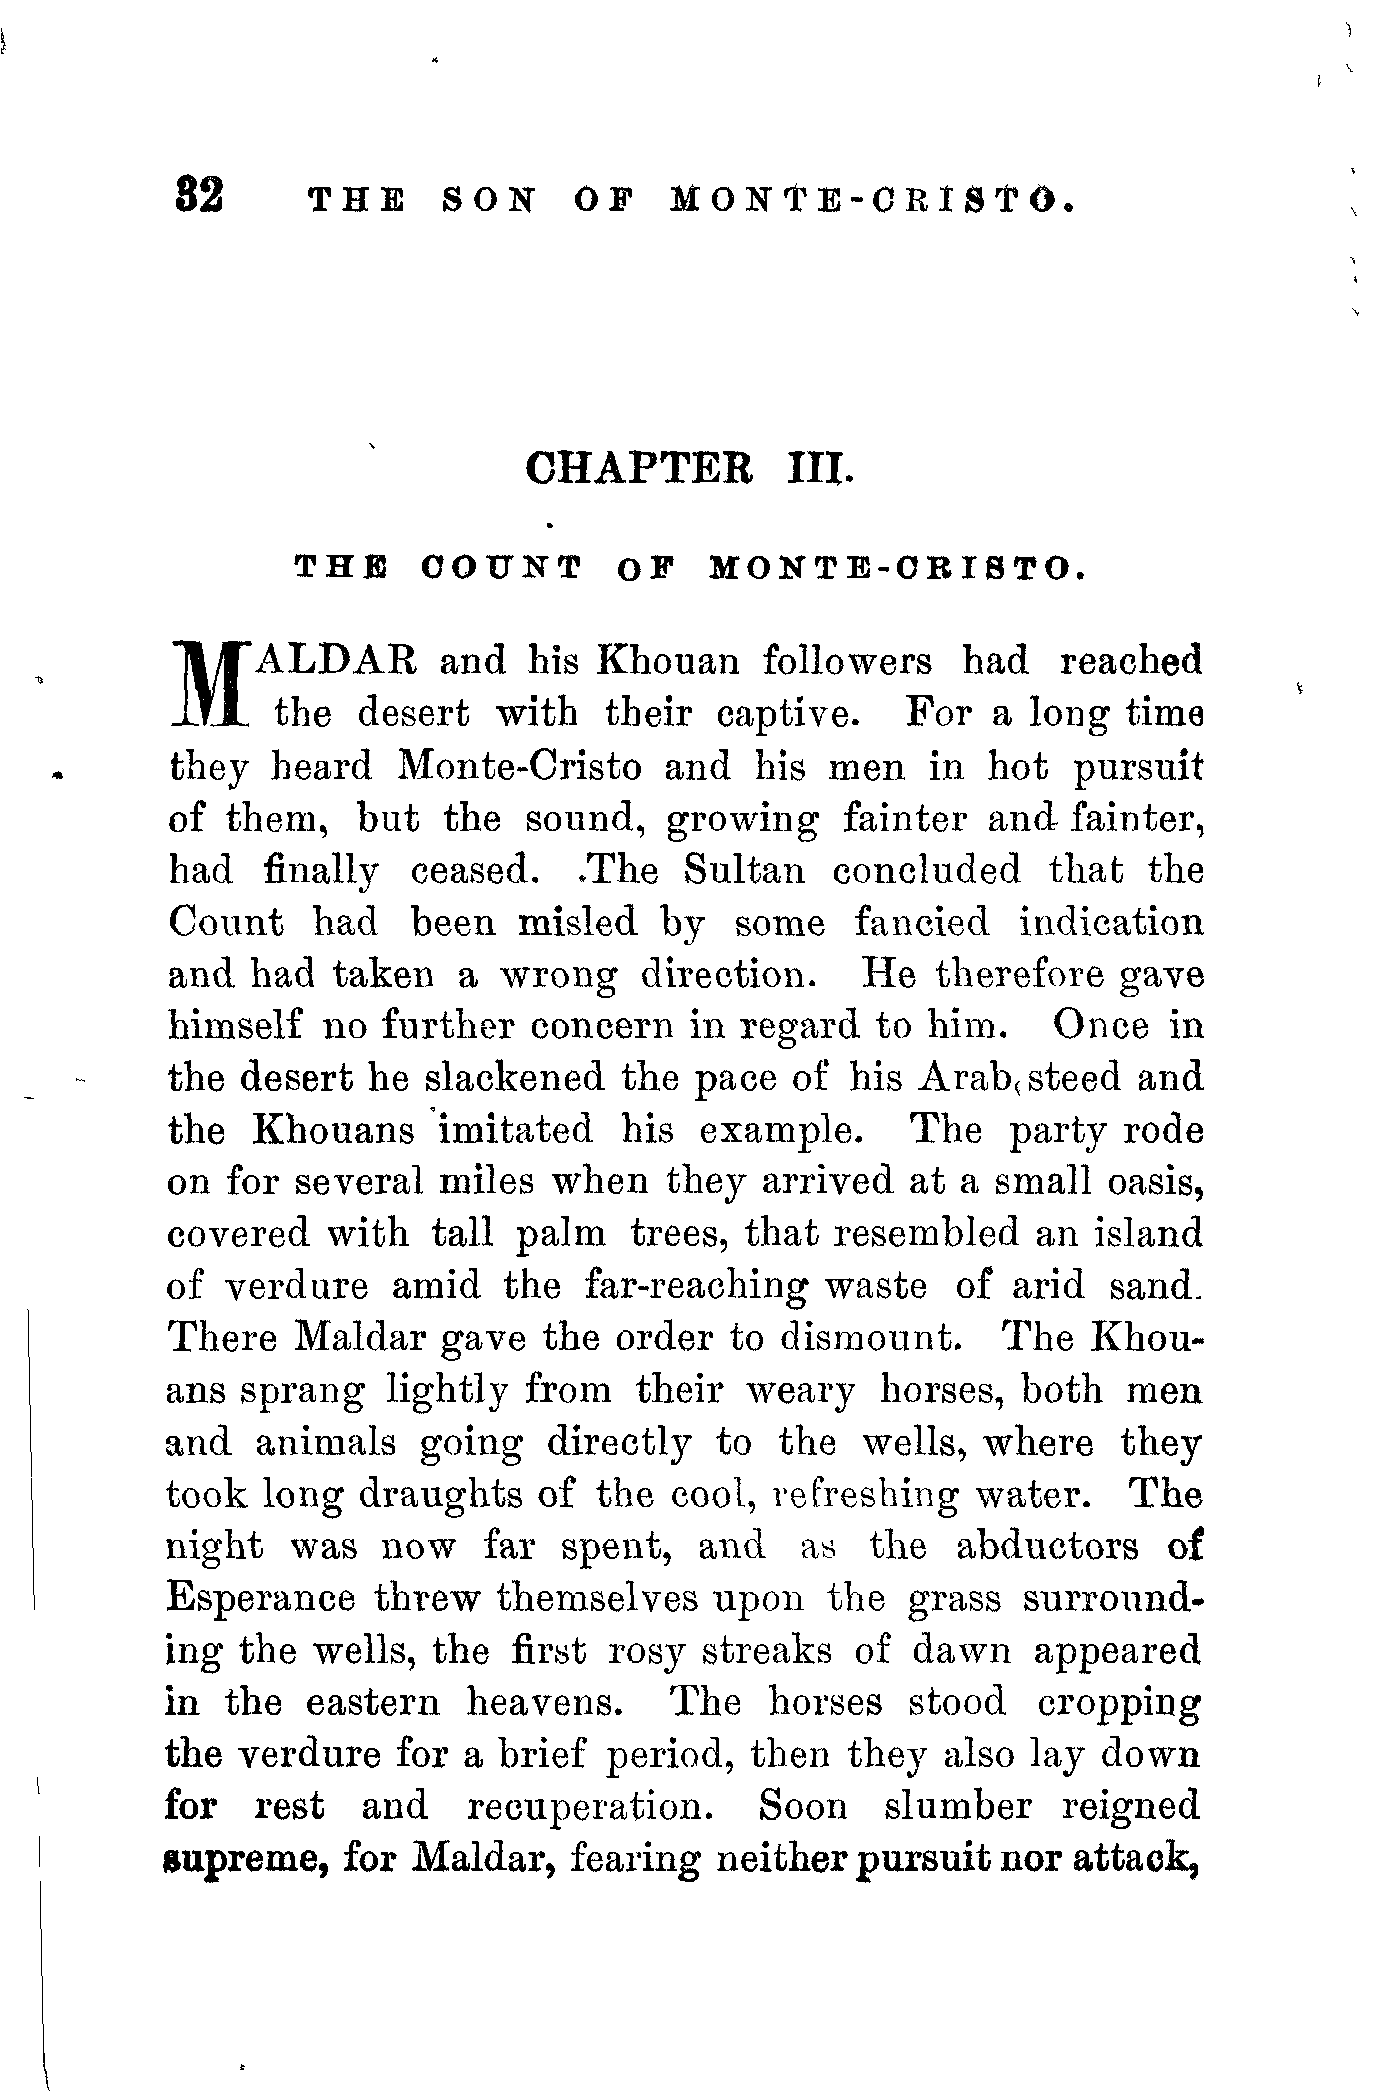 32 THE SON OF MONTE-CRISTO.
CHAPTER III.
THE COUNT OF MONTE-CRISTO.
MALDAR and his Khouan followers had reached
the desert with their captive. For a long time
they heard Monte-Cristo and his men in hot pursuit
of them, but the sound, growing fainter and fainter,
had finally ceased. The Sultan concluded that the
Count had been misled by some fancied indication
and had taken a wrong direction. He therefore gave
himself no further concern in regard to him. Once in
the desert he slackened the pace of his Arab steed and
the Khouans imitated his example. The party rode
on for several miles when they arrived at a small oasis,
covered with tall palm trees, that resembled an island
of verdure amid the far-reaching waste of arid sand.
There Maldar gave the order to dismount. The Khou-
ans sprang lightly from their weary horses, both men
and animals going directly to the wells, where they
took long draughts of the cool, refreshing water. The
night was now far spent, and as the abductors of
Esperance threw themselves upon the grass surround-
ing the wells, the first rosy streaks of dawn appeared
in the eastern heavens. The horses stood cropping
the verdure for a brief period, then they also lay down
for rest and recuperation. Soon slumber reigned
supreme, for Maldar, fearing neither pursuit nor attack,